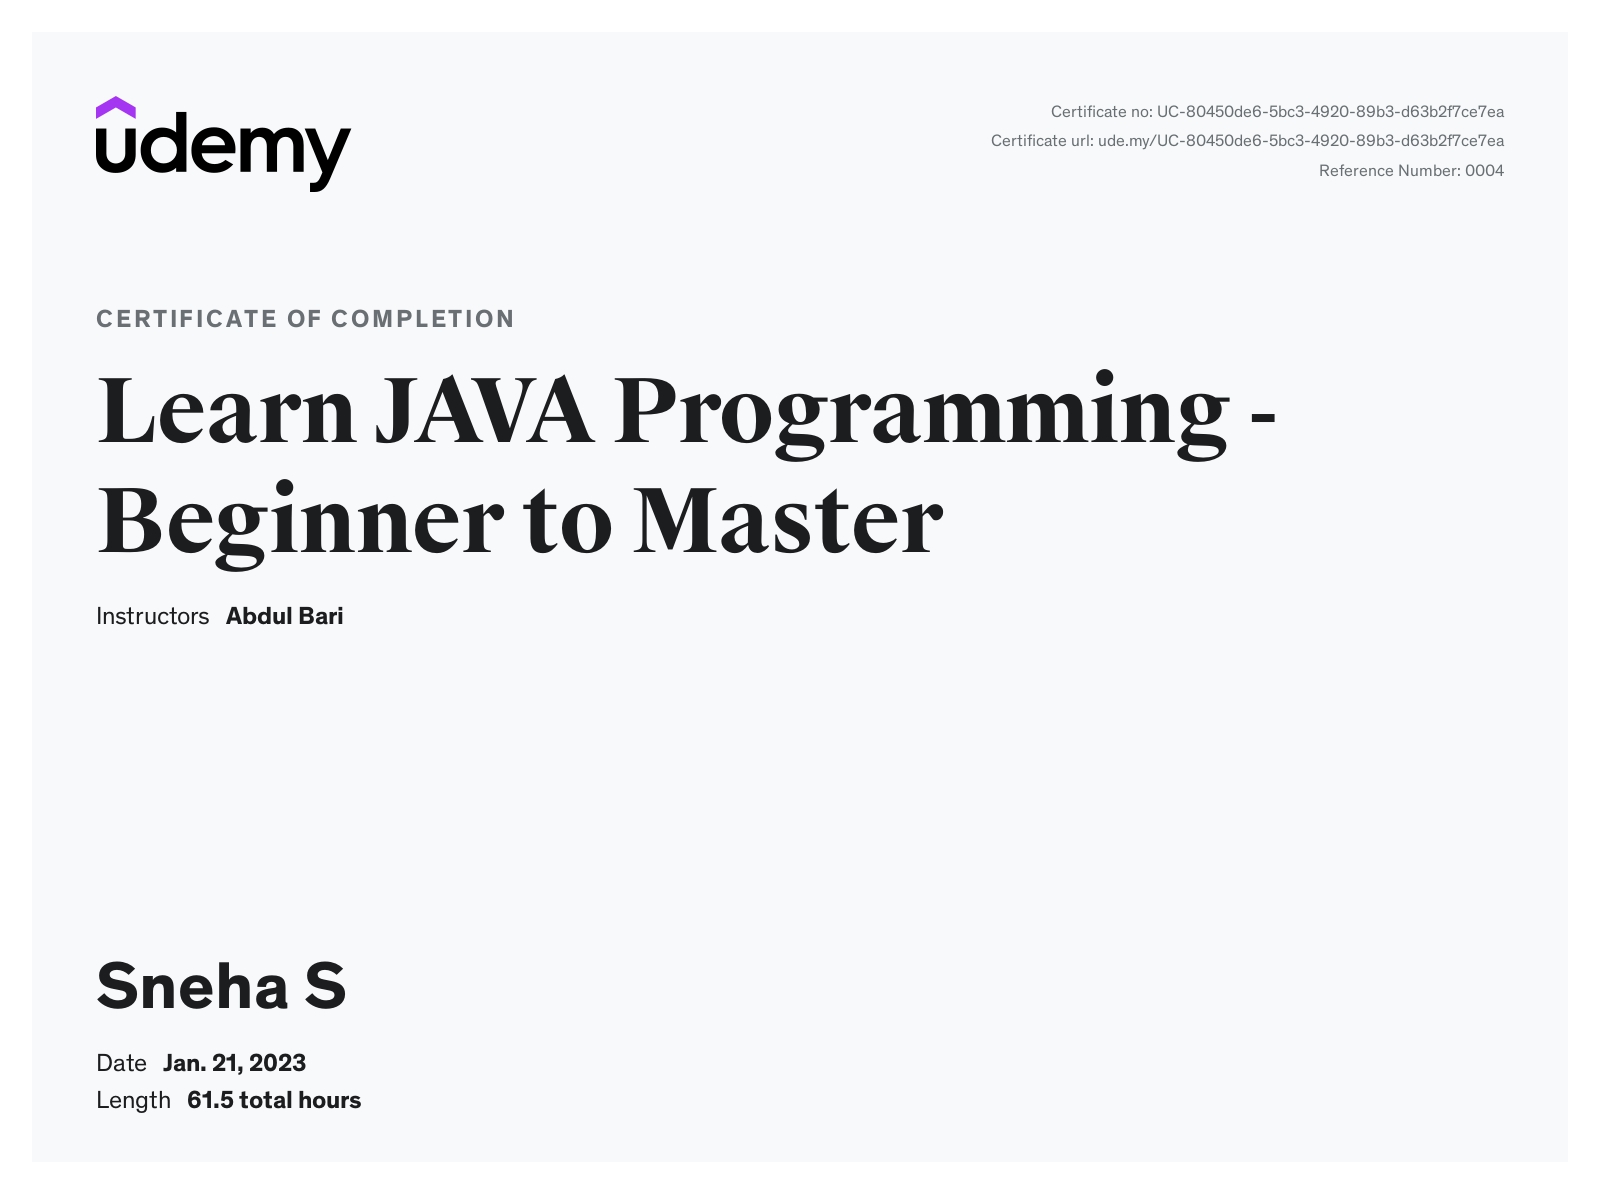 udemy
Certificate no: UC-80450de6-5bc3-4920-89b3-d63b2f7ce7ea
Certificate url: ude.my/UC-80450de6-5bc3-4920-89b3-d63b2f7ce7ea
Reference Number: 0004
CERTIFICATE OF COMPLETION
Learn JAVA Programming -
Beginner to Master
Instructors Abdul Bari
Sneha S
Date Jan. 21, 2023
Length 61.5 total hours